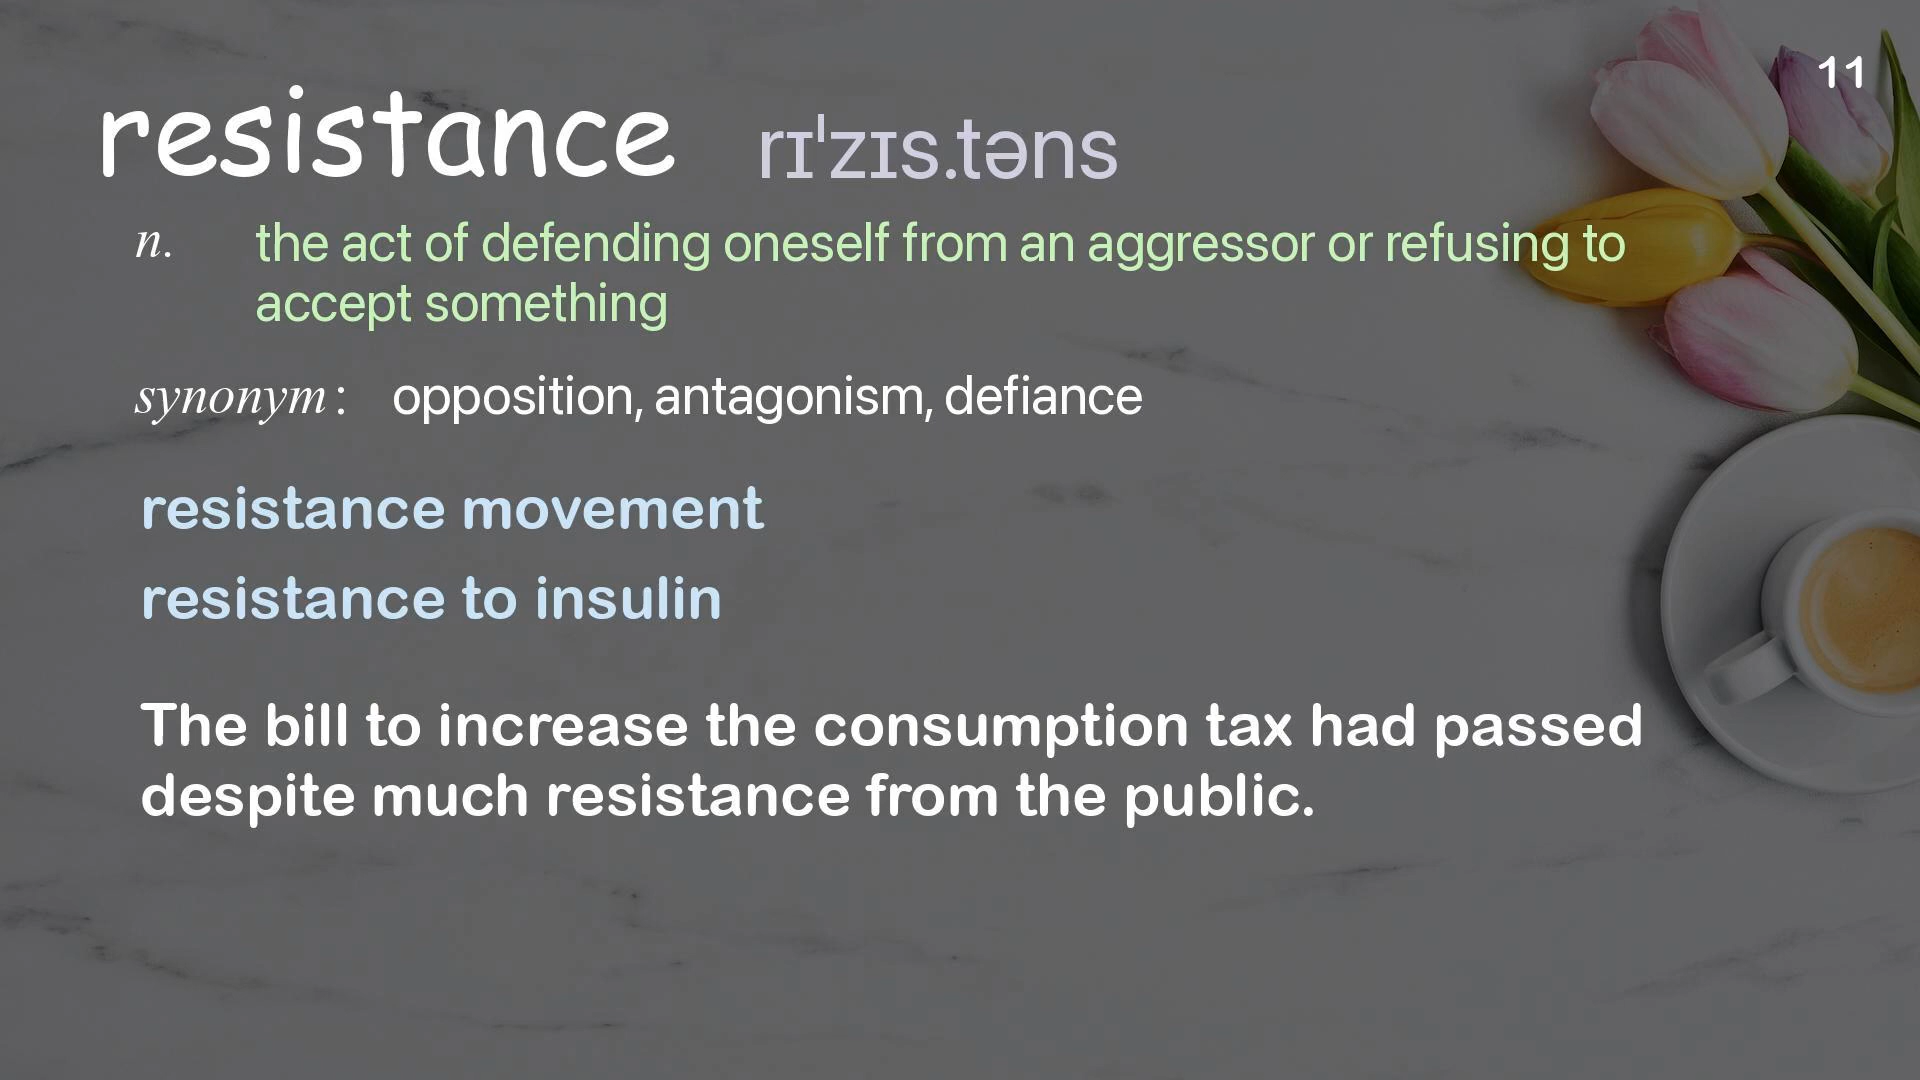 11
resistance rɪˈzɪs.təns
n. the act of defending oneself from an aggressor or refusing to
accept something
synonym: opposition, antagonism, defiance
resistance movement
resistance to insulin
The bill to increase the consumption tax had passed
despite much resistance from the public.